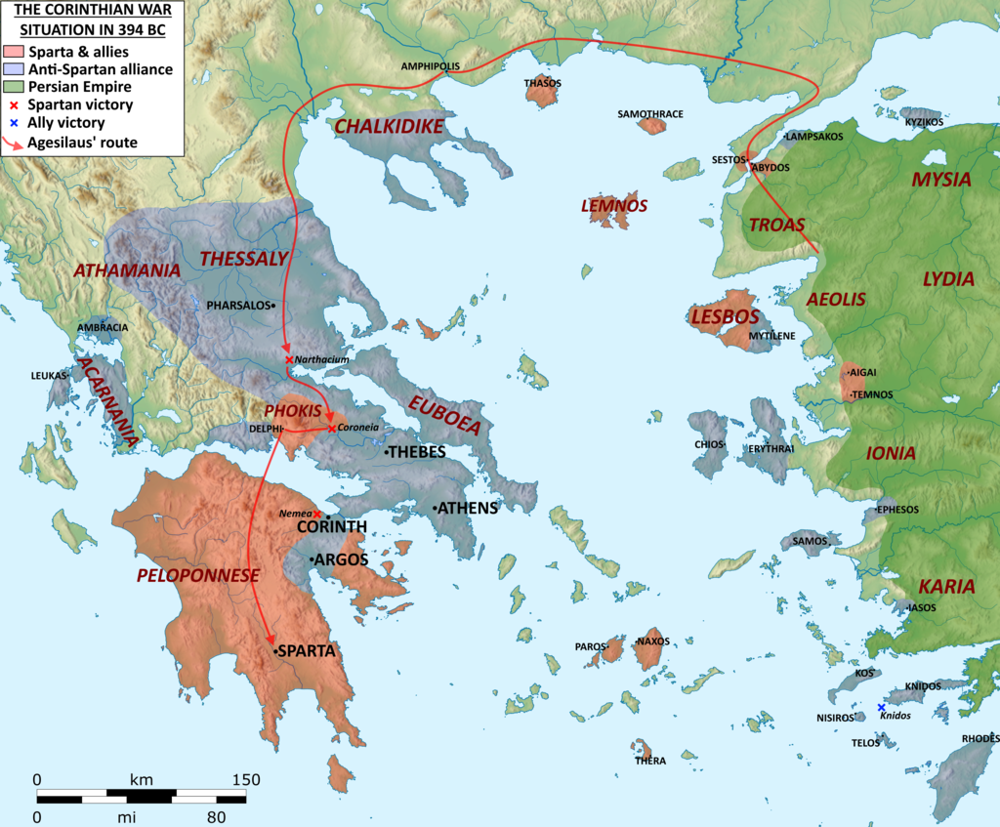 THE CORINTHIAN WAR
SITUATION IN 394 BC
Sparta & allies
Anti-Spartan alliance
Persian Empire
Spartan victory
Ally victory
Agesilaus' route
AMPHIPOLIS
THASOS
SAMOTHRACE
KYZIKOS
CHALKIDIKE
LAMPSAKOS
SESTOS
ABYDOS
MYSIA
LEMNOS
TROAS
THESSALY
ATHAMANIA
LYDIA
AEOLIS
PHARSALOS
LESBOS
AMBRACIA
MYTILENE
Narthacium
LEUKAS
ACARNANIA
AIGAI
TEMNOS
PHOKIS
EUBOEA
DELPHI
Coroneia
CHIOS
ERYTHRAI
THEBES
IONIA
ATHENS
EPHESOS
Nemea
CORINTH
SAMOS
ARGOS
PELOPONNESE
KARIA
IASOS
SPARTA
PAROS
NAXOS
KOS
KNIDOS
NISIROS
Knidos
TELOS
RHODES
THERA
0 km 150
0 mi 80